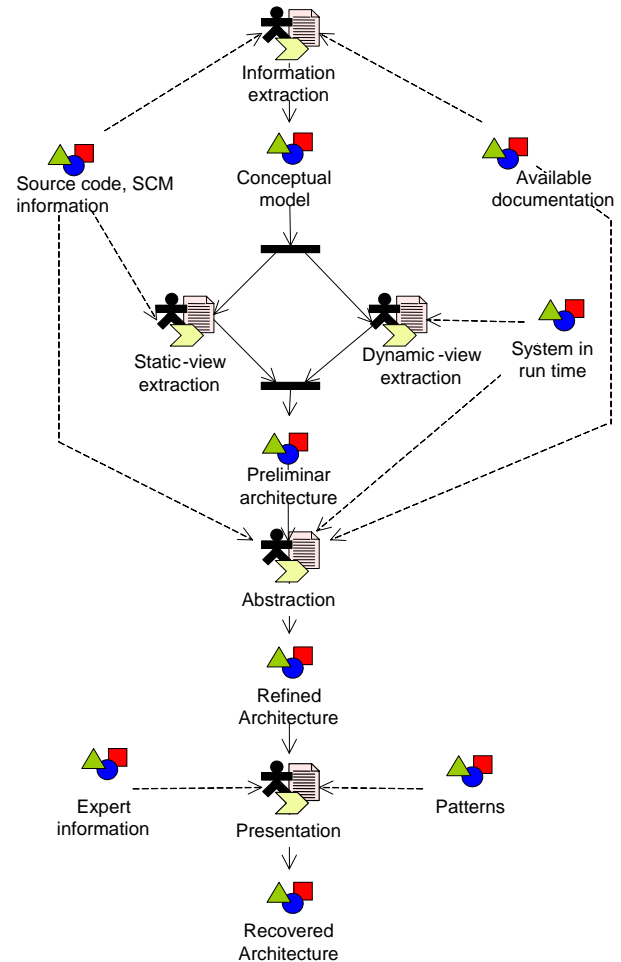 Information
extraction
Source code, SCM
information
Conceptual
model
Available
documentation
Static-view
extraction
Dynamic-view
extraction
System in
run time
Preliminar
architecture
Abstraction
Refined
Architecture
Expert
information
Presentation
Patterns
Recovered
Architecture